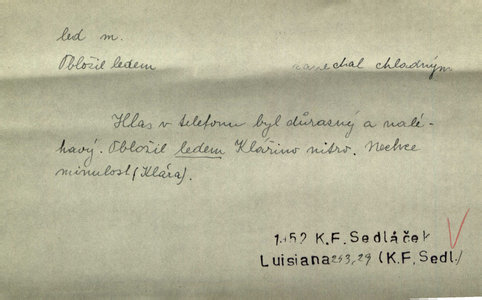 led m.
Obložil ledem zanechal chladným
Hlas v telefonu byl důrazný a nalé-
havý. Obložil ledem Klářino nitro. Nechce
minulost (Klára).
1952 K.F.Sedláček
Luisiana 293,29 (K.F.Sedl.)